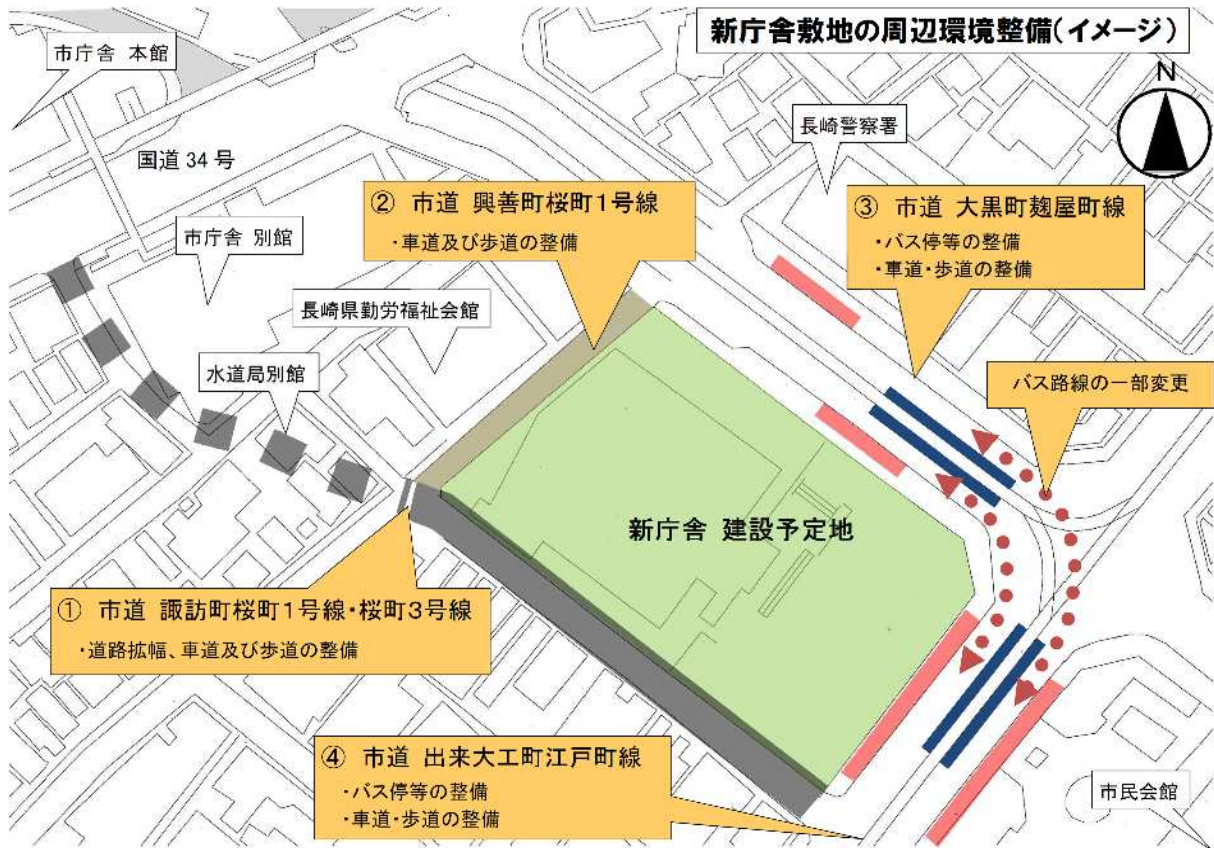 新庁舎敷地の周辺環境整備(イメージ)
市庁舎 本館
N
長崎警察署
国道34号
② 市道 興善町桜町1号線
・車道及び歩道の整備
③ 市道 大黒町麹屋町線
・バス停等の整備
・車道・歩道の整備
市庁舎 別館
長崎県勤労福祉会館
水道局別館
バス路線の一部変更
新庁舎 建設予定地
① 市道 諏訪町桜町1号線・桜町3号線
・道路拡幅、車道及び歩道の整備
④ 市道 出来大工町江戸町線
・バス停等の整備
・車道・歩道の整備
市民会館